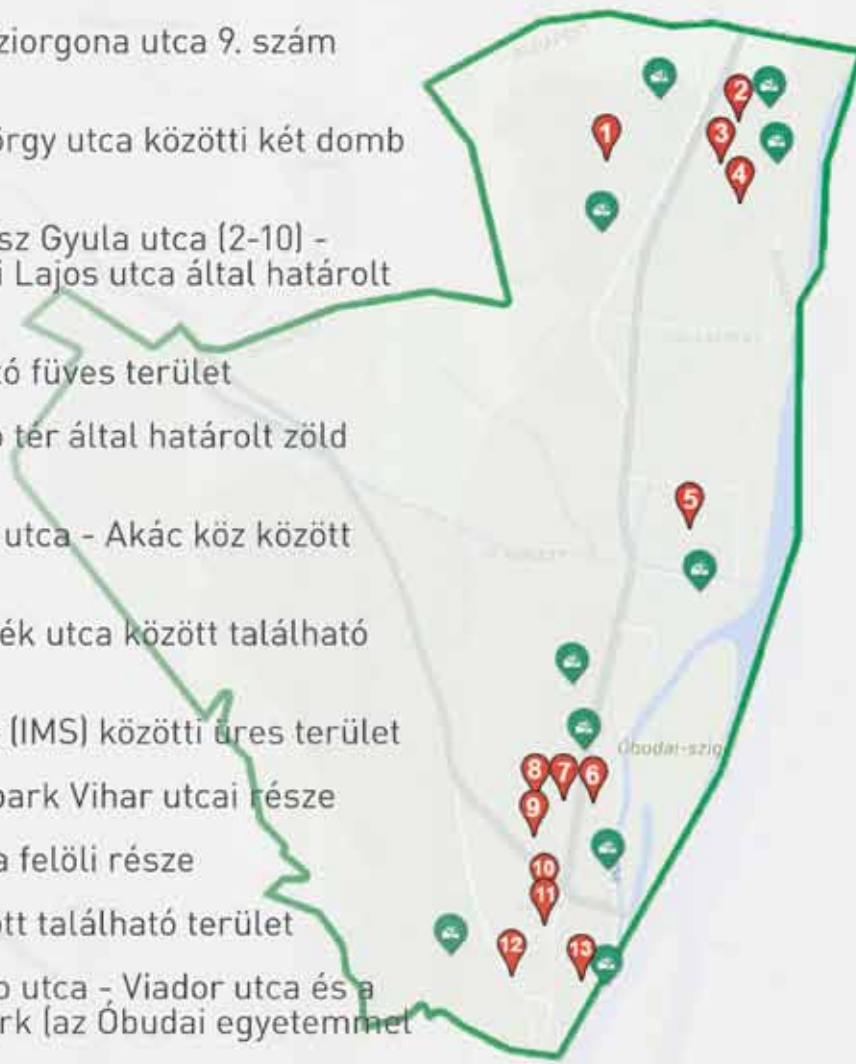 ziorgona utca 9. szám
örgy utca közötti két domb
sz Gyula utca (2-10) -
i Lajos utca által határolt
tó füves terület
o tér által határolt zöld
utca - Akác köz között
ék utca között található
(IMS) közötti üres terület
park Vihar utcai része
a felöli része
ött található terület
o utca - Viador utca és a
rk (az Óbudai egyetemmel
1
2
3
4
5
Óbudai-szig
8
7
6
9
10
11
12
13